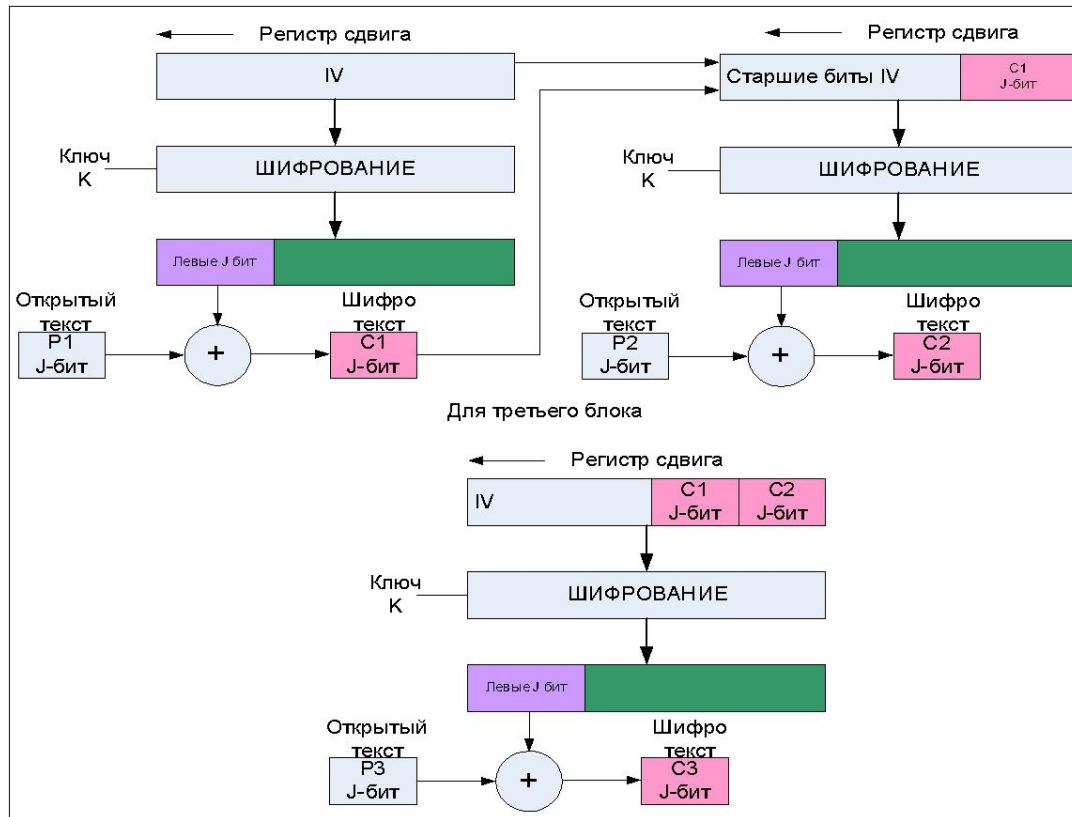 Регистр сдвига
IV
Ключ
K
ШИФРОВАНИЕ
Левые J бит
Открытый
текст
P1
J-бит
+
Шифро
текст
C1
J-бит
Регистр сдвига
Старшие биты IV
C1
J-бит
Ключ
K
ШИФРОВАНИЕ
Левые J бит
Открытый
текст
P2
J-бит
+
Шифро
текст
C2
J-бит
Для третьего блока
Регистр сдвига
IV
C1
J-бит
C2
J-бит
Ключ
K
ШИФРОВАНИЕ
Левые J бит
Открытый
текст
P3
J-бит
+
Шифро
текст
C3
J-бит